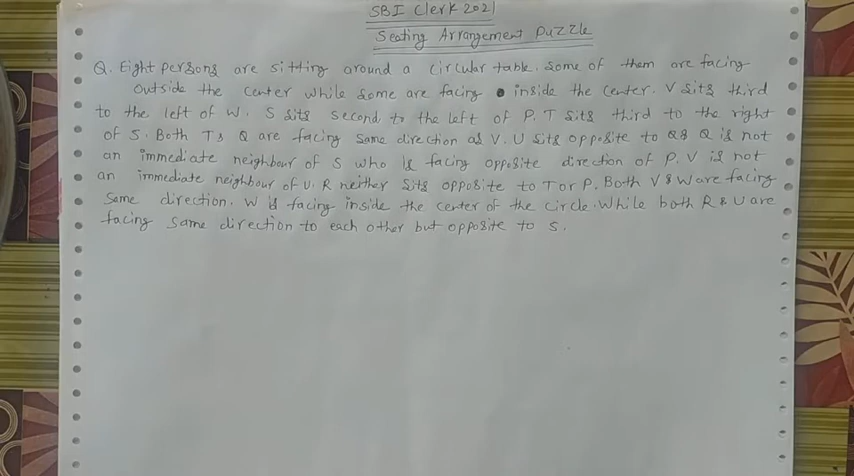 SBI Clerk 2021
Seating Arrangement Puzzle
Q. Eight persons are sitting around a circular table. Some of them are facing
outside the center while some are facing inside the center. V sits third
to the left of W. S sits second to the left of P. T sits third to the right
of S. Both T & Q are facing same direction as V. U sits opposite to Q & Q is not
an immediate neighbour of S who is facing opposite direction of P. V is not
an immediate neighbour of U. R neither sits opposite to T or P. Both V & W are facing
same direction. W is facing inside the center of the circle. While both R & U are
facing same direction to each other but opposite to S.